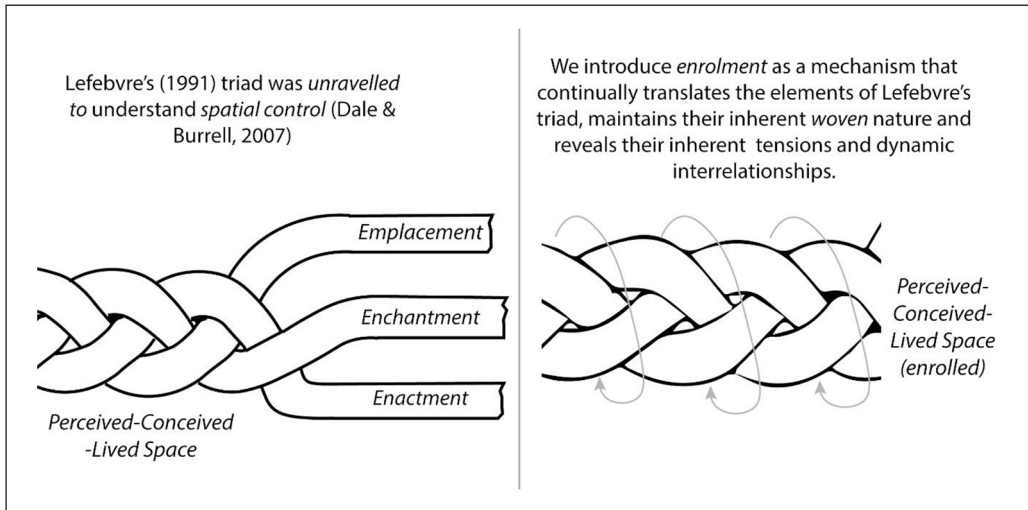 Lefebvre's (1991) triad was unravelled
to understand spatial control (Dale &
Burrell, 2007)
Emplacement
Enchantment
Enactment
Perceived-Conceived
-Lived Space
We introduce enrolment as a mechanism that
continually translates the elements of Lefebvre's
triad, maintains their inherent woven nature and
reveals their inherent tensions and dynamic
interrelationships.
Perceived-
Conceived-
Lived Space
(enrolled)